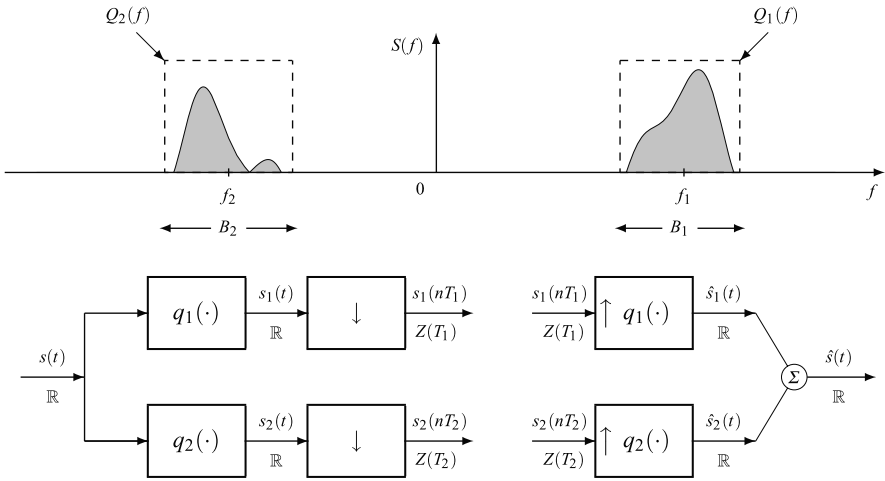 Q₂(f)
Q₁(f)
S(f)
f₂
0
f₁
f
B₂
B₁
s(t)
ℝ
q₁(·)
s₁(t)
ℝ
↓
s₁(nT₁)
Z(T₁)
s₁(nT₁)
Z(T₁)
↑ q₁(·)
ŝ₁(t)
ℝ
q₂(·)
s₂(t)
ℝ
↓
s₂(nT₂)
Z(T₂)
s₂(nT₂)
Z(T₂)
↑ q₂(·)
ŝ₂(t)
ℝ
Σ
ŝ(t)
ℝ